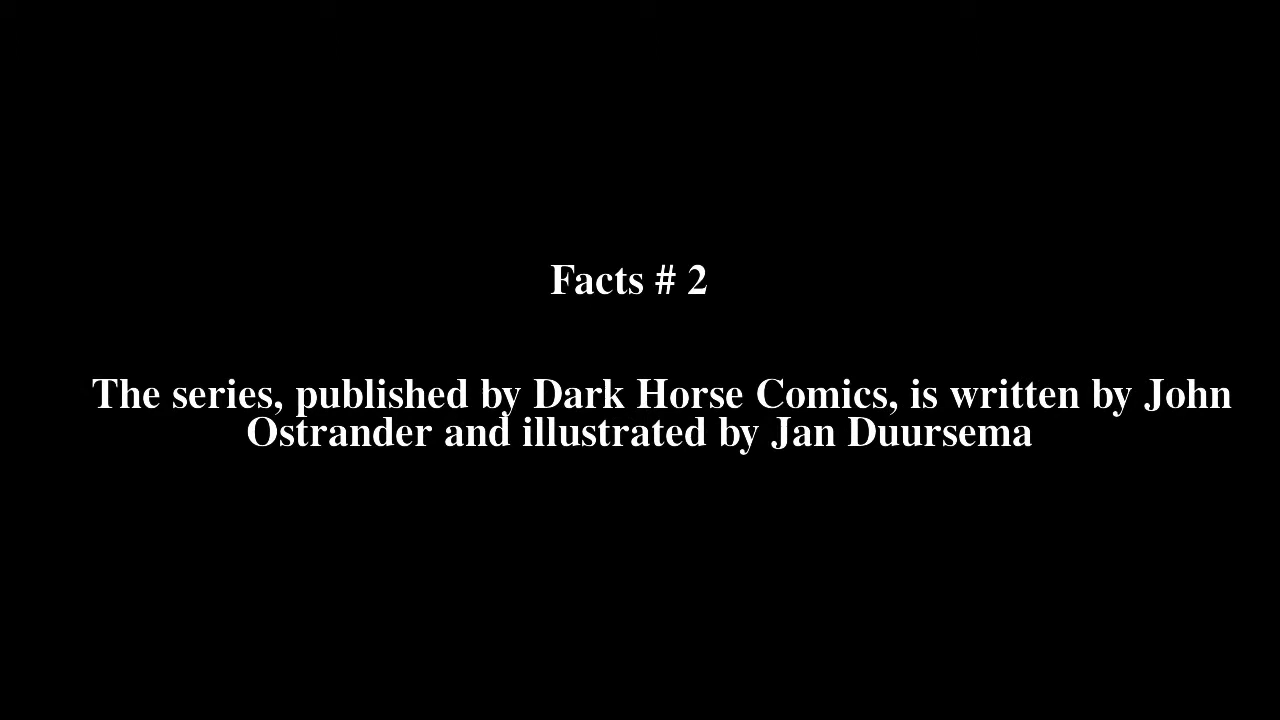 Facts # 2
The series, published by Dark Horse Comics, is written by John
Ostrander and illustrated by Jan Duursema